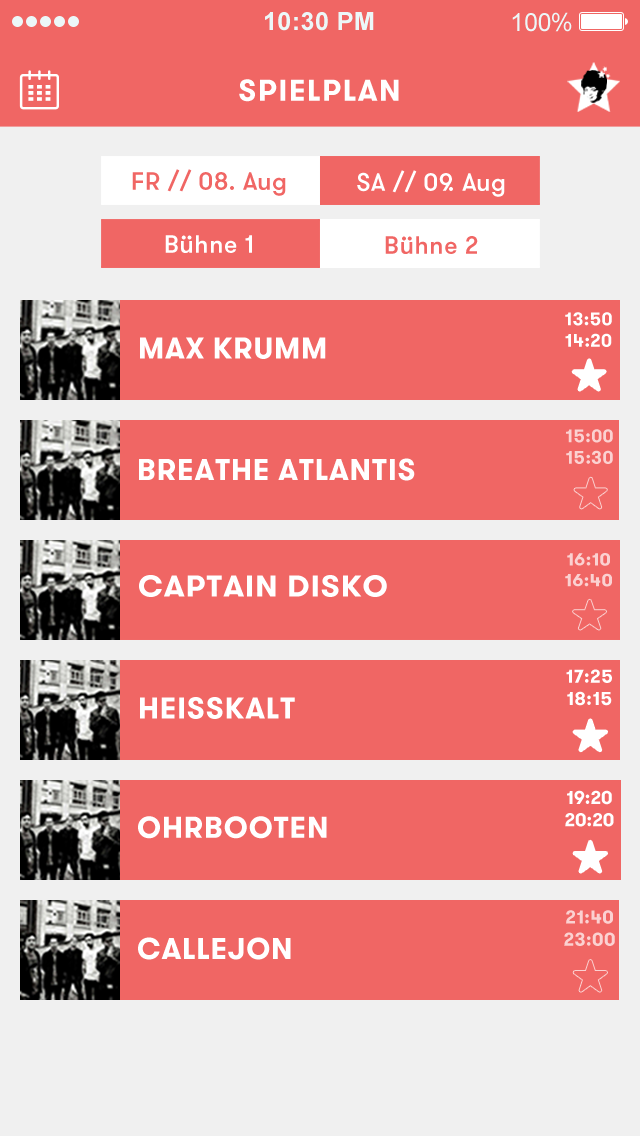 10:30 PM 100%
SPIELPLAN
FR // 08. Aug SA // 09. Aug
Bühne 1 Bühne 2
MAX KRUMM
13:50
14:20
BREATHE ATLANTIS
15:00
15:30
CAPTAIN DISKO
16:10
16:40
HEISSKALT
17:25
18:15
OHRBOOTEN
19:20
20:20
CALLEJON
21:40
23:00